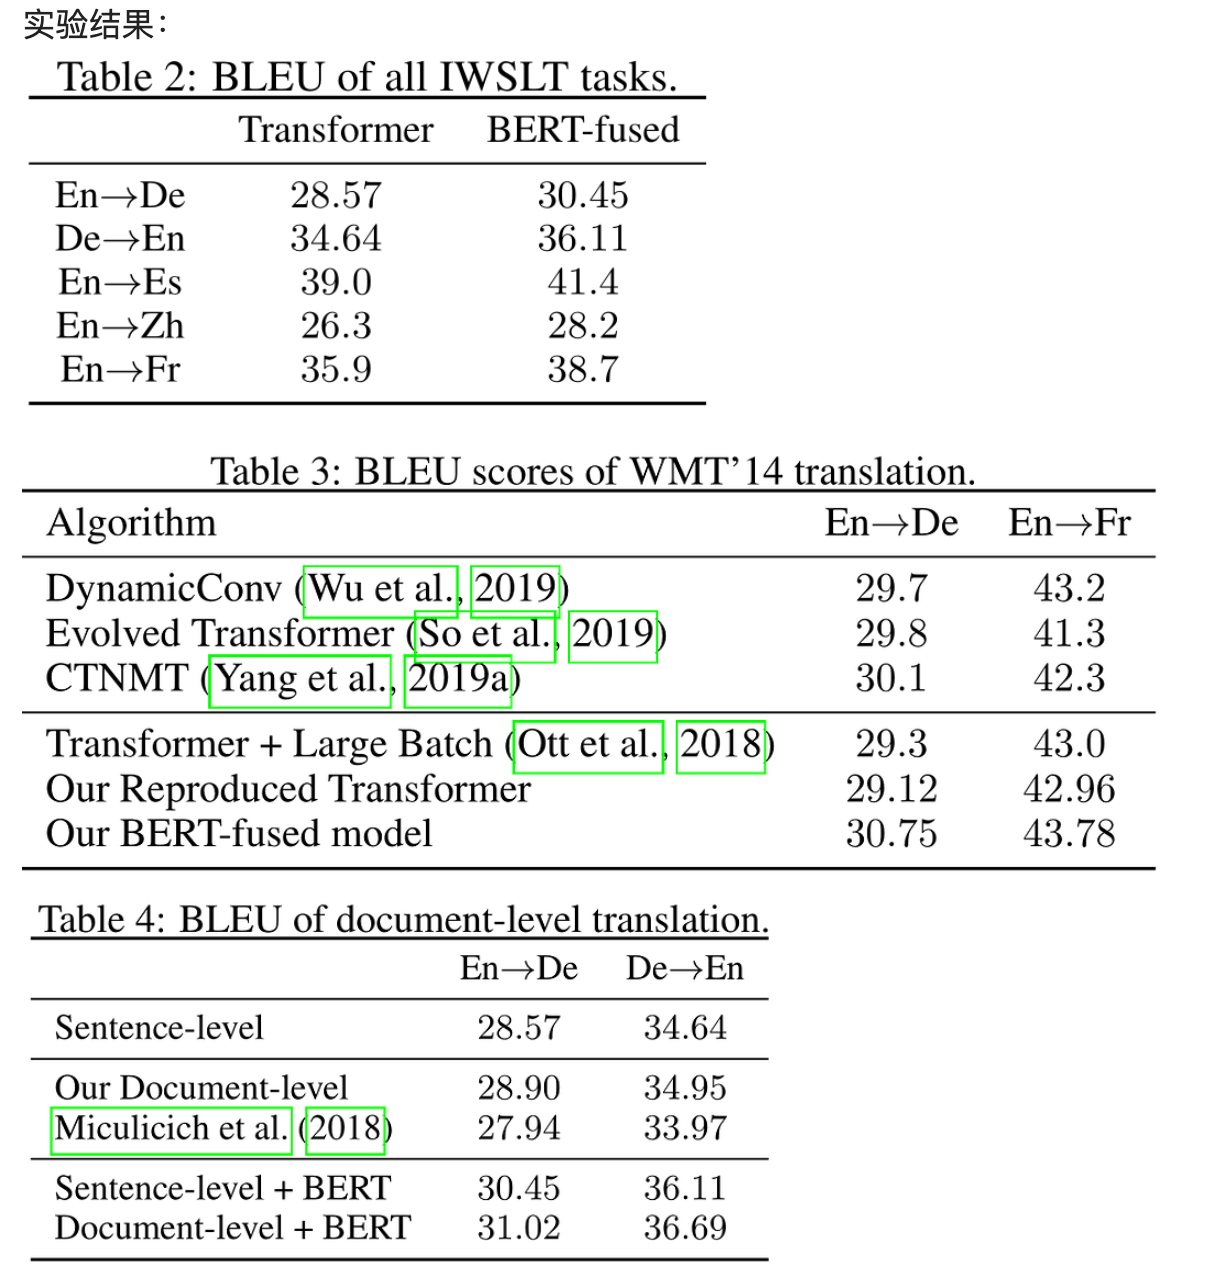 实验结果：
Table 2: BLEU of all IWSLT tasks.
Transformer BERT-fused
En→De 28.57 30.45
De→En 34.64 36.11
En→Es 39.0 41.4
En→Zh 26.3 28.2
En→Fr 35.9 38.7
Table 3: BLEU scores of WMT’14 translation.
Algorithm En→De En→Fr
DynamicConv (Wu et al., 2019) 29.7 43.2
Evolved Transformer (So et al., 2019) 29.8 41.3
CTNMT (Yang et al., 2019a) 30.1 42.3
Transformer + Large Batch (Ott et al., 2018) 29.3 43.0
Our Reproduced Transformer 29.12 42.96
Our BERT-fused model 30.75 43.78
Table 4: BLEU of document-level translation.
En→De De→En
Sentence-level 28.57 34.64
Our Document-level 28.90 34.95
Miculicich et al. (2018) 27.94 33.97
Sentence-level + BERT 30.45 36.11
Document-level + BERT 31.02 36.69